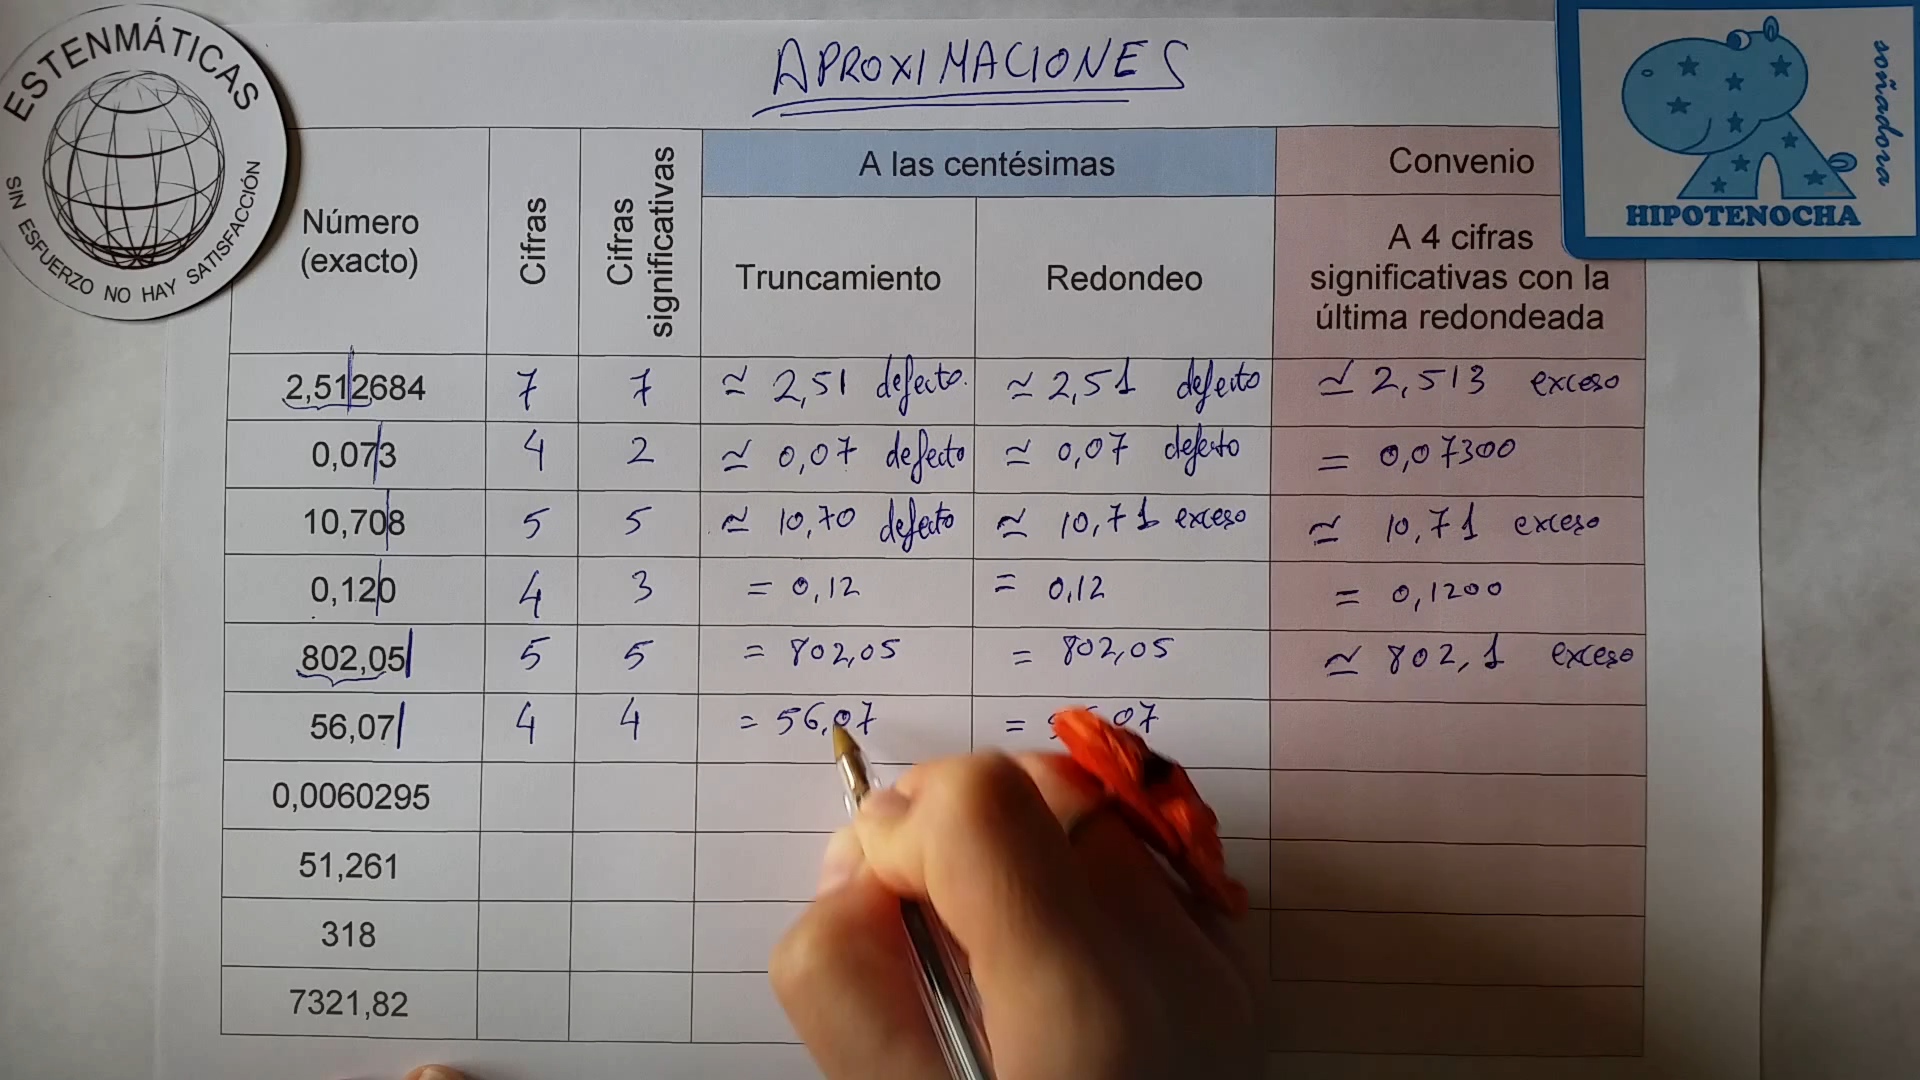 APROXIMACIONES
ESTENMÁTICAS
SIN ESFUERZO NO HAY SATISFACCIÓN
soñadora
HIPOTENOCHA
Número
(exacto)
Cifras
Cifras
significativas
A las centésimas
Truncamiento
Redondeo
Convenio
A 4 cifras
significativas con la
última redondeada
2,512684 7 7 ≃ 2,51 defecto. ≃ 2,51 defecto ≃ 2,513 exceso
0,073 4 2 ≃ 0,07 defecto ≃ 0,07 defecto = 0,07300
10,708 5 5 ≃ 10,70 defecto ≃ 10,71 exceso ≃ 10,71 exceso
0,120 4 3 = 0,12 = 0,12 = 0,1200
802,05 5 5 = 802,05 = 802,05 ≃ 802,1 exceso
56,07 4 4 = 56,07 =
0,0060295
51,261
318
7321,82